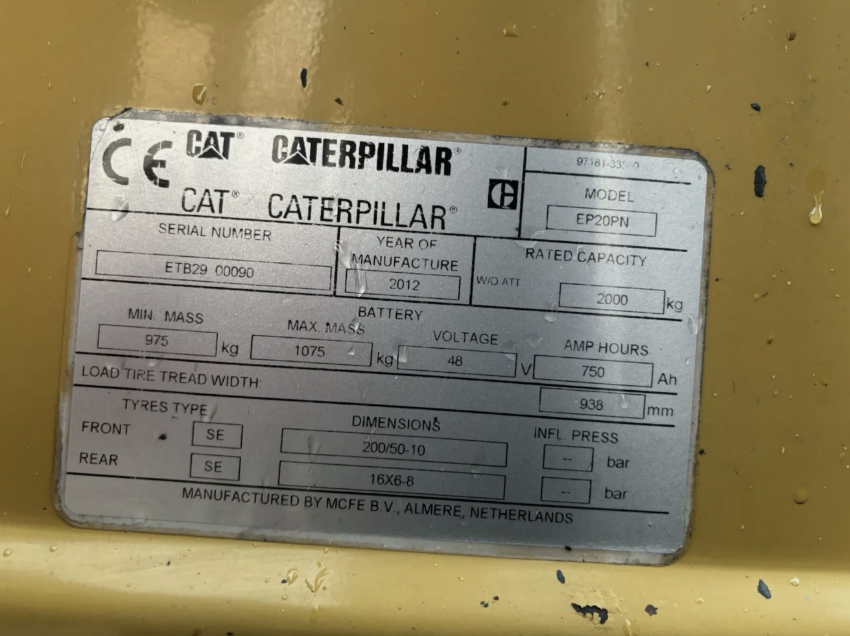 CE CAT® CATERPILLAR®
CAT® CATERPILLAR®
MODEL
EP20PN
SERIAL NUMBER
ETB29 00090
YEAR OF
MANUFACTURE
2012
RATED CAPACITY
W/O ATT 2000 kg
BATTERY
MIN. MASS MAX. MASS VOLTAGE AMP HOURS
975 kg 1075 kg 48 V 750 Ah
LOAD TIRE TREAD WIDTH: 938 mm
TYRES TYPE DIMENSIONS INFL. PRESS
FRONT SE 200/50-10 -- bar
REAR SE 16X6-8 -- bar
MANUFACTURED BY MCFE B.V., ALMERE, NETHERLANDS